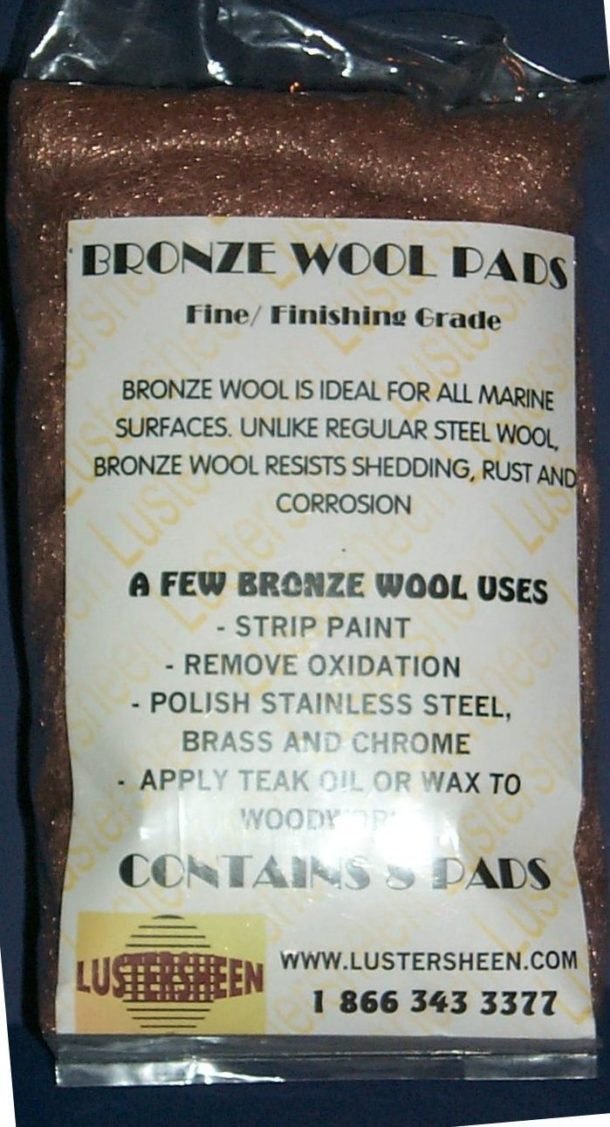 BRONZE WOOL PADS
Fine/ Finishing Grade
BRONZE WOOL IS IDEAL FOR ALL MARINE
SURFACES. UNLIKE REGULAR STEEL WOOL,
BRONZE WOOL RESISTS SHEDDING, RUST AND
CORROSION
A FEW BRONZE WOOL USES
- STRIP PAINT
- REMOVE OXIDATION
- POLISH STAINLESS STEEL,
BRASS AND CHROME
- APPLY TEAK OIL OR WAX TO
CONTAINS 8 PADS
LUSTERSHEEN
WWW.LUSTERSHEEN.COM
1 866 343 3377